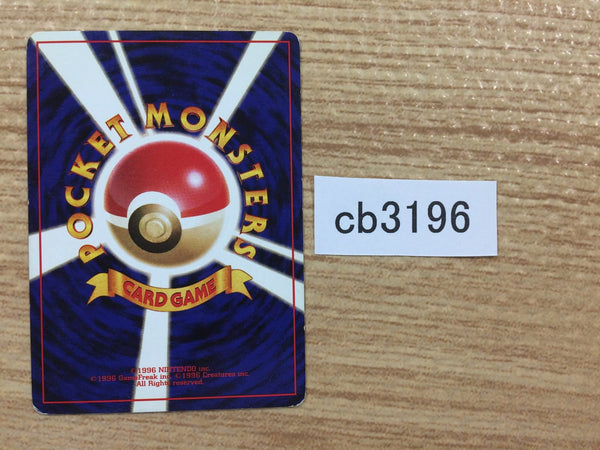 POCKET MONSTERS
CARD GAME
©1996 NINTENDO inc.
©1996 GameFreak inc. ©1996 Creatures inc.
All Rights reserved.
cb3196